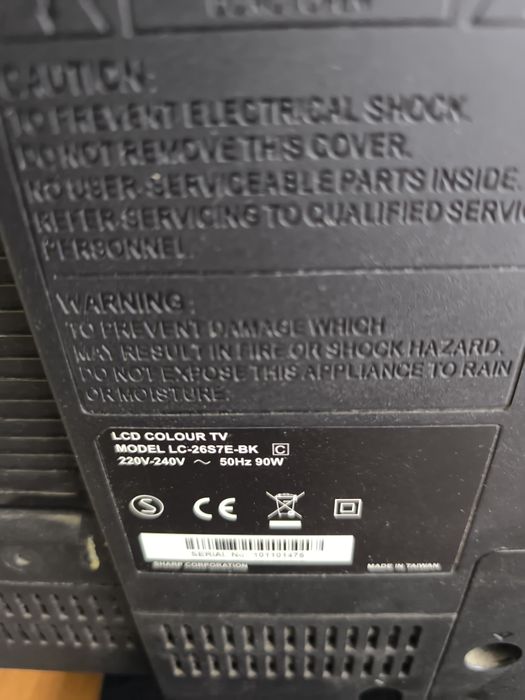 CAUTION:
TO PREVENT ELECTRICAL SHOCK.
DO NOT REMOVE THIS COVER.
NO USER-SERVICEABLE PARTS INSIDE.
REFER SERVICING TO QUALIFIED SERVIC
PERSONNEL.
WARNING:
TO PREVENT DAMAGE WHICH
MAY RESULT IN FIRE OR SHOCK HAZARD.
DO NOT EXPOSE THIS APPLIANCE TO RAIN
OR MOISTURE.
LCD COLOUR TV
MODEL LC-26S7E-BK C
220V-240V ~ 50Hz 90W
S CE
SERIAL No. 101101476
SHARP CORPORATION MADE IN TAIWAN